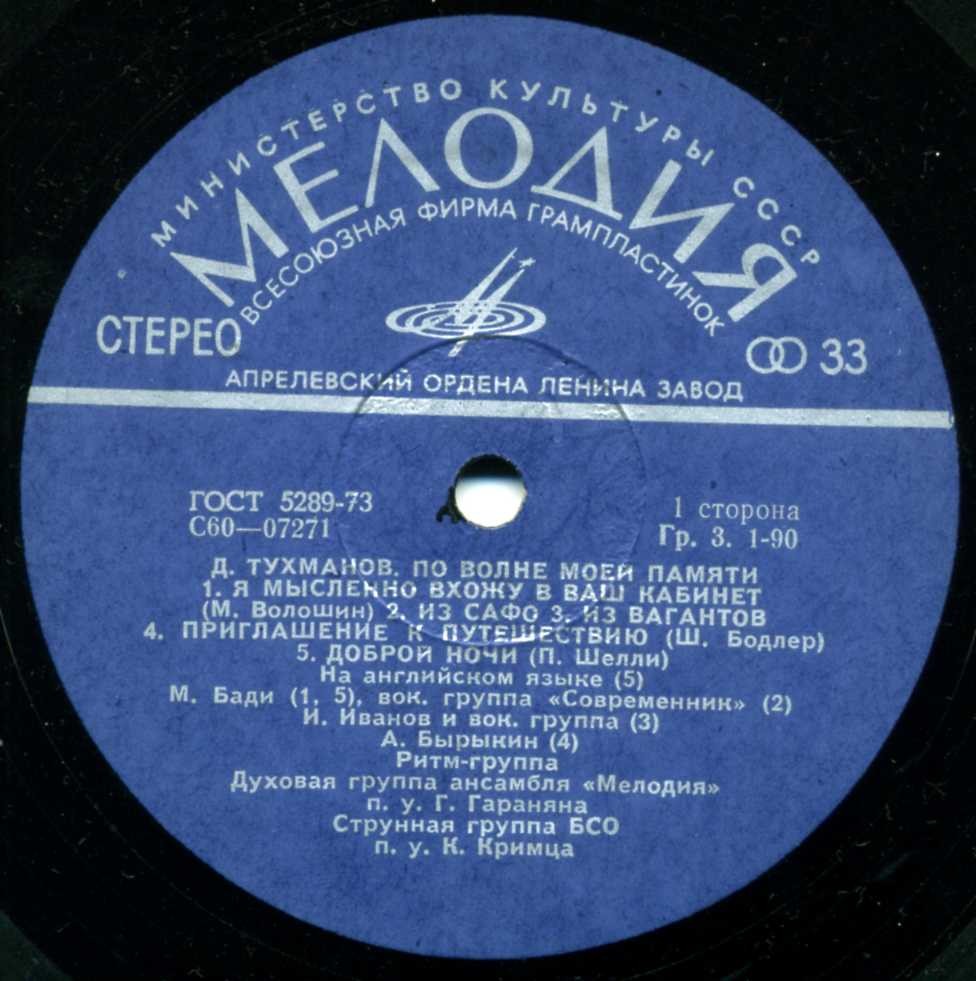 МИНИСТЕРСТВО КУЛЬТУРЫ СССР
МЕЛОДИЯ
ВСЕСОЮЗНАЯ ФИРМА ГРАМПЛАСТИНОК
СТЕРЕО
33
АПРЕЛЕВСКИЙ ОРДЕНА ЛЕНИНА ЗАВОД
ГОСТ 5289-73
С60—07271
1 сторона
Гр. 3. 1-90
Д. ТУХМАНОВ. ПО ВОЛНЕ МОЕЙ ПАМЯТИ
1. Я МЫСЛЕННО ВХОЖУ В ВАШ КАБИНЕТ
(М. Волошин) 2. ИЗ САФО 3. ИЗ ВАГАНТОВ
4. ПРИГЛАШЕНИЕ К ПУТЕШЕСТВИЮ (Ш. Бодлер)
5. ДОБРОЙ НОЧИ (П. Шелли)
На английском языке (5)
М. Бади (1, 5), вок. группа «Современник» (2)
И. Иванов и вок. группа (3)
А. Бырыкин (4)
Ритм-группа
Духовая группа ансамбля «Мелодия»
п. у. Г. Гараняна
Струнная группа БСО
п. у. К. Кримца